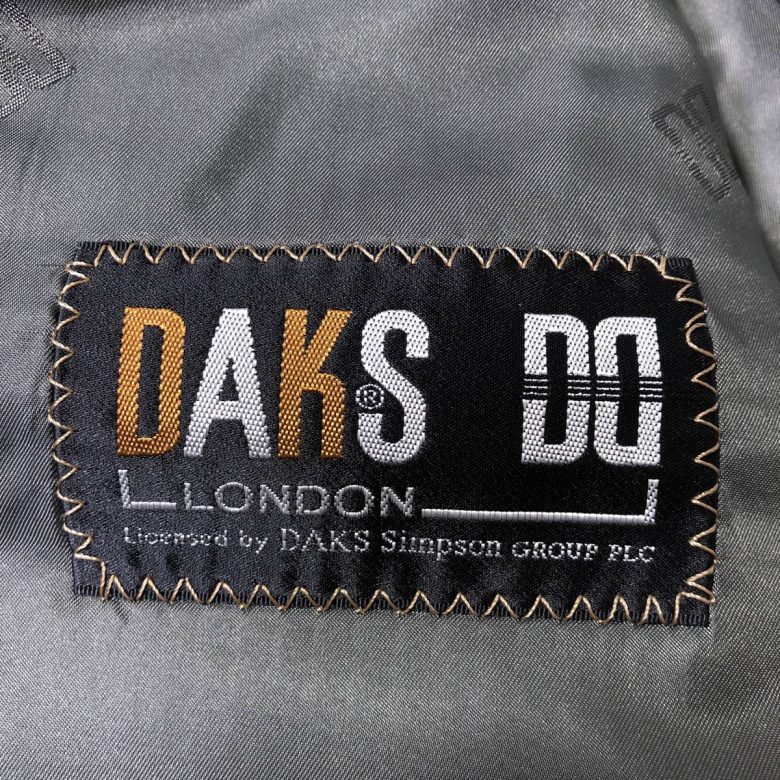 DAKS® DD
LONDON
Licensed by DAKS Simpson GROUP PLC